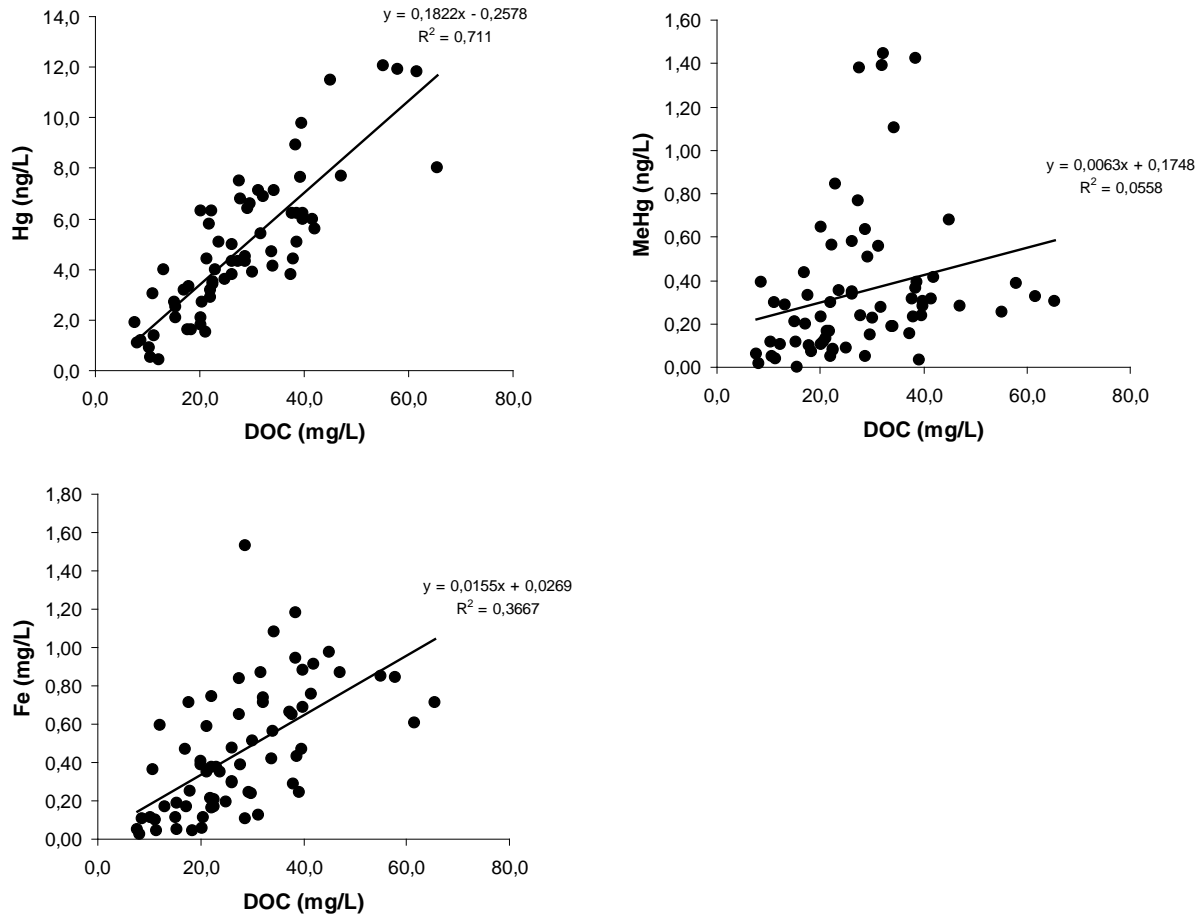 y = 0,1822x - 0,2578
R² = 0,711
14,0
12,0
10,0
8,0
6,0
4,0
2,0
0,0
Hg (ng/L)
0,0 20,0 40,0 60,0 80,0
DOC (mg/L)
1,60
1,40
1,20
1,00
0,80
0,60
0,40
0,20
0,00
MeHg (ng/L)
y = 0,0063x + 0,1748
R² = 0,0558
0,0 20,0 40,0 60,0 80,0
DOC (mg/L)
1,80
1,60
1,40
1,20
1,00
0,80
0,60
0,40
0,20
0,00
Fe (mg/L)
y = 0,0155x + 0,0269
R² = 0,3667
0,0 20,0 40,0 60,0 80,0
DOC (mg/L)